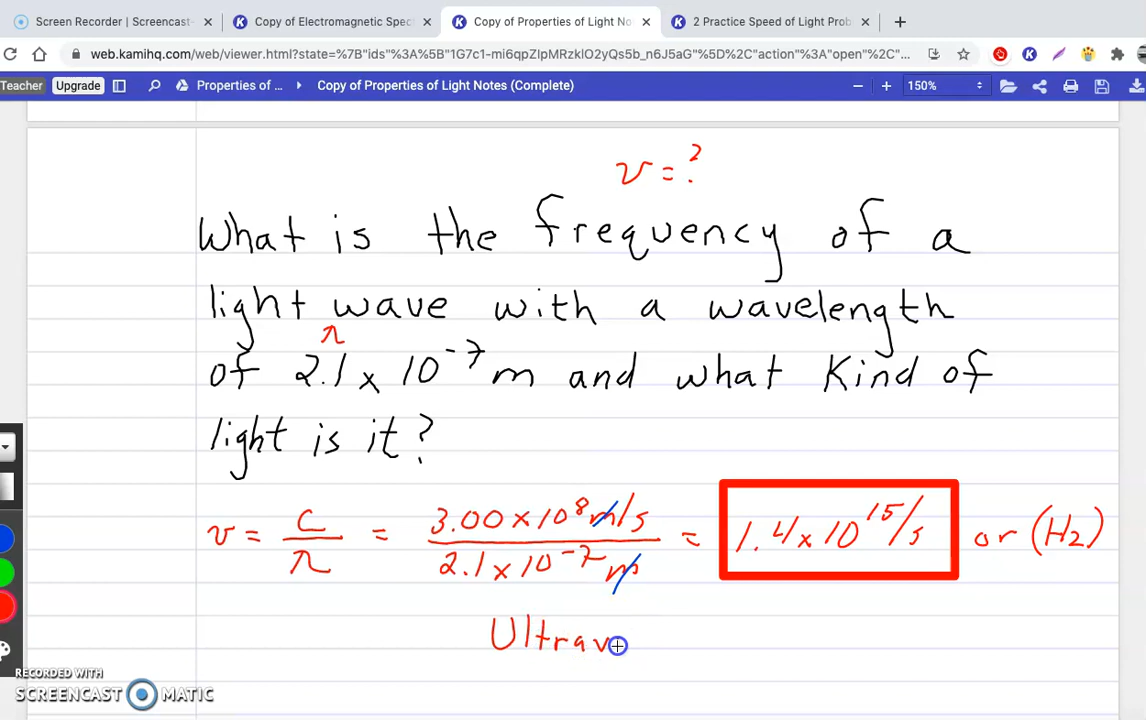 Screen Recorder | Screencast- × Copy of Electromagnetic Spec × Copy of Properties of Light No × 2 Practice Speed of Light Prob × +
web.kamihq.com/web/viewer.html?state=%7B"ids"%3A%5B"1G7c1-mi6qpZIpMRzklO2yQs5b_n6J5aG"%5D%2C"action"%3A"open"%2C"...
Teacher Upgrade Properties of ... Copy of Properties of Light Notes (Complete) 150%
ν = ?
What is the frequency of a
light wave with a wavelength
λ
of 2.1 x 10⁻⁷ m and what kind of
light is it?
ν = c/λ = 3.00 x 10⁸ m/s / 2.1 x 10⁻⁷ m = 1.4 x 10¹⁵/s or (Hz)
Ultrav
RECORDED WITH
SCREENCAST MATIC